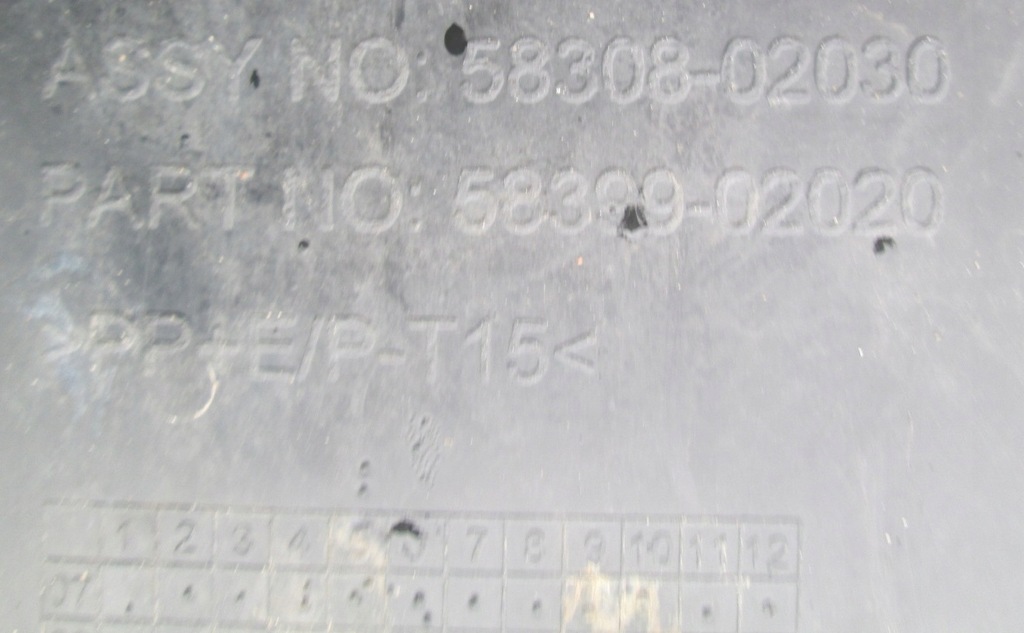 ASSY NO: 58308-02030
PART NO: 58399-02020
>PP+E/P-T15<
1 2 3 4 5 6 7 8 9 10 11 12
07